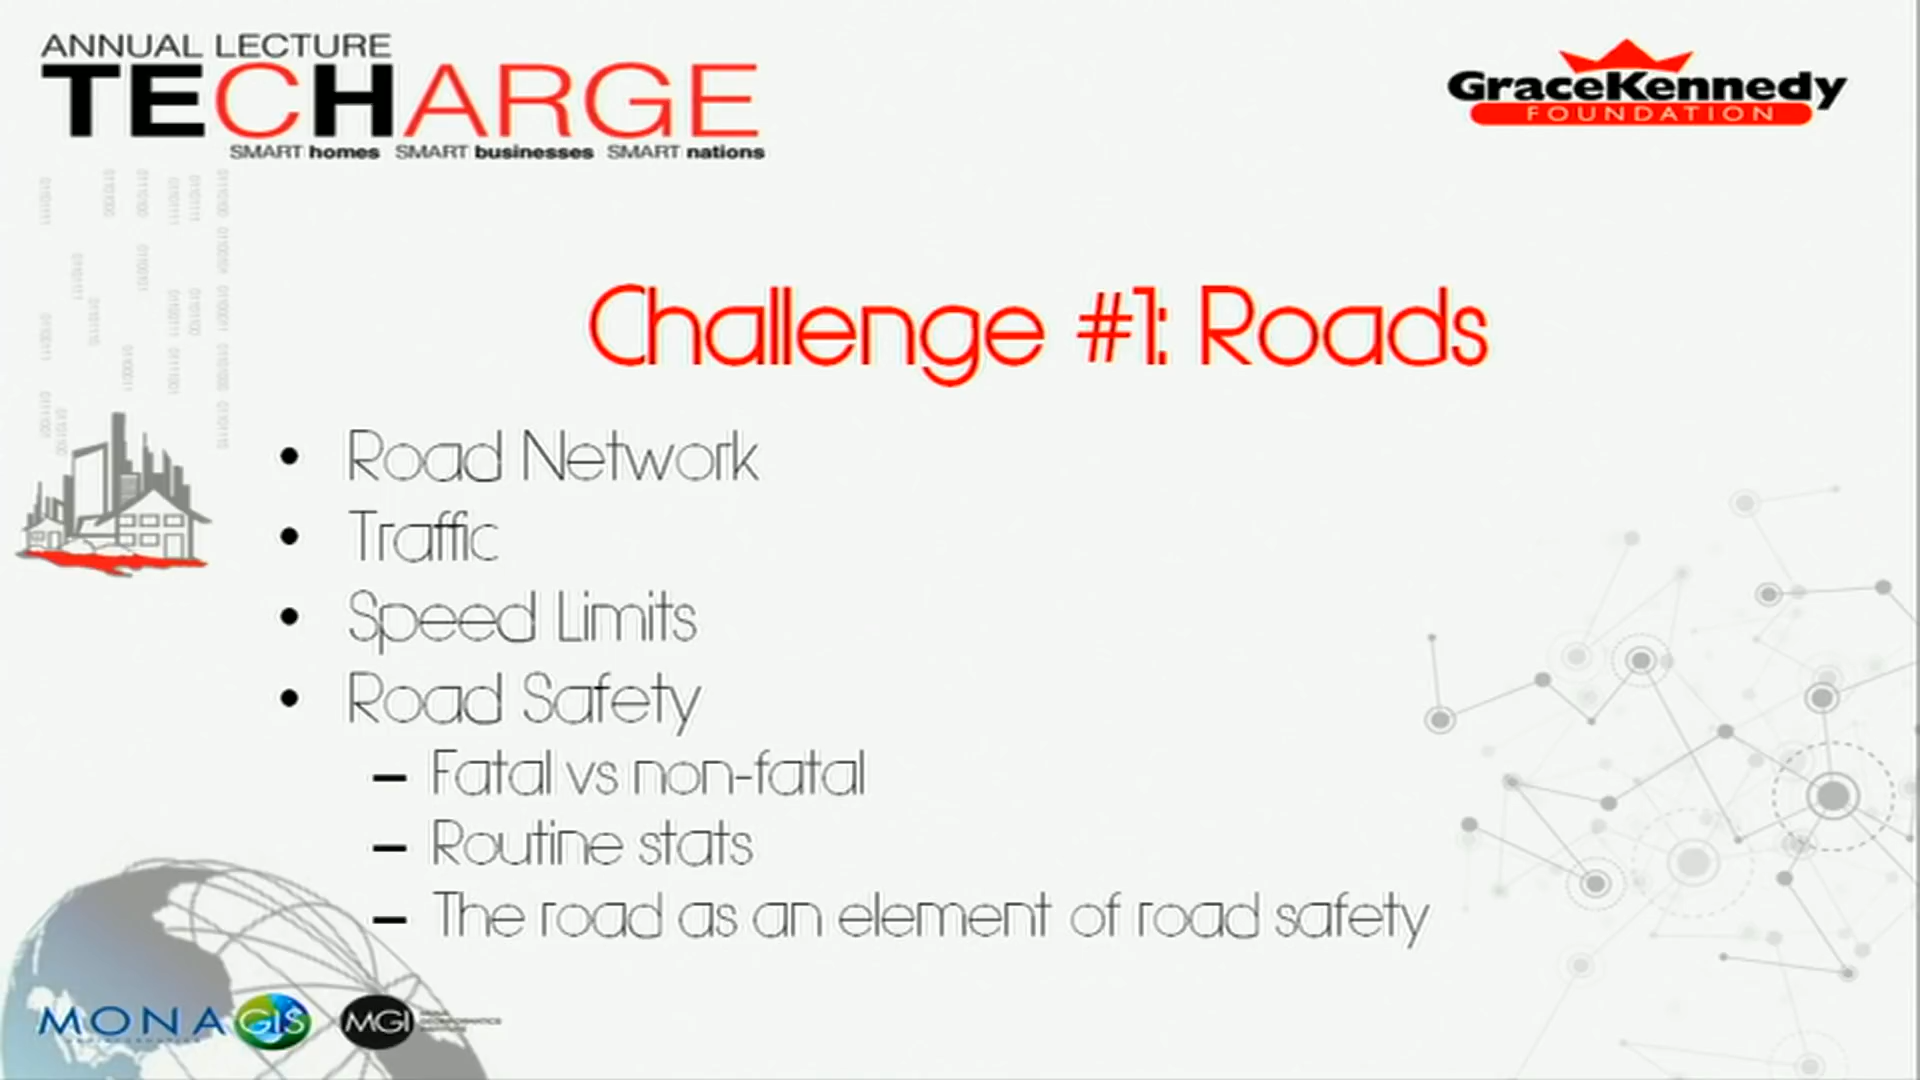 ANNUAL LECTURE
TECHARGE
SMART homes SMART businesses SMART nations
GraceKennedy
FOUNDATION
Challenge #1: Roads
• Road Network
• Traffic
• Speed Limits
• Road Safety
– Fatal vs non-fatal
– Routine stats
– The road as an element of road safety
MONA GIS
MGI